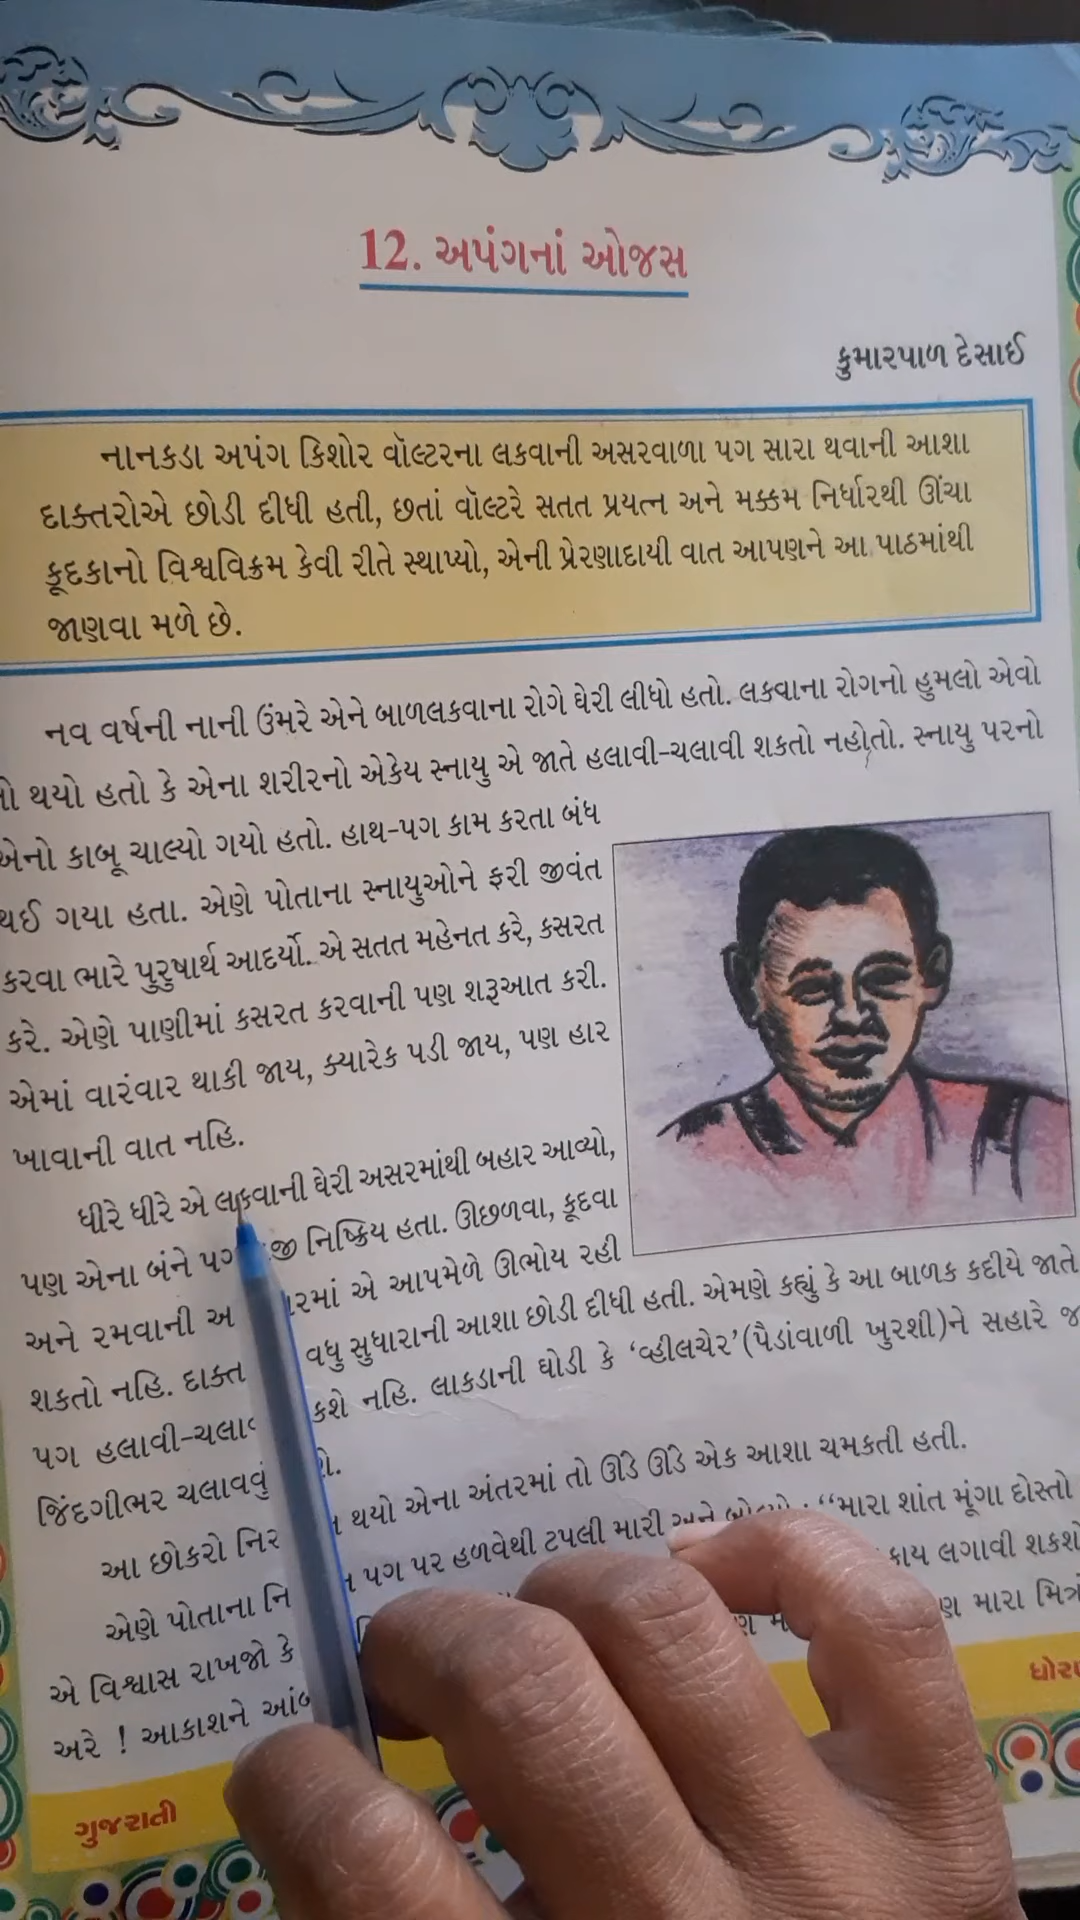 12. અપંગનાં ઓજસ
કુમારપાળ દેસાઈ
નાનકડા અપંગ કિશોર વૉલ્ટરના લકવાની અસરવાળા પગ સારા થવાની આશા
દાક્તરોએ છોડી દીધી હતી, છતાં વૉલ્ટરે સતત પ્રયત્ન અને મક્કમ નિર્ધારથી ઊંચા
કૂદકાનો વિશ્વવિક્રમ કેવી રીતે સ્થાપ્યો, એની પ્રેરણાદાયી વાત આપણને આ પાઠમાંથી
જાણવા મળે છે.
નવ વર્ષની નાની ઉંમરે એને બાળલકવાના રોગે ઘેરી લીધો હતો. લકવાના રોગનો હુમલો એવો
થયો હતો કે એના શરીરનો એકેય સ્નાયુ એ જાતે હલાવી-ચલાવી શકતો નહોતો. સ્નાયુ પરનો
એનો કાબૂ ચાલ્યો ગયો હતો. હાથ-પગ કામ કરતા બંધ
થઈ ગયા હતા. એણે પોતાના સ્નાયુઓને ફરી જીવંત
કરવા ભારે પુરુષાર્થ આદર્યો. એ સતત મહેનત કરે, કસરત
કરે. એણે પાણીમાં કસરત કરવાની પણ શરૂઆત કરી.
એમાં વારંવાર થાકી જાય, ક્યારેક પડી જાય, પણ હાર
ખાવાની વાત નહિ.
ધીરે ધીરે એ લકવાની ઘેરી અસરમાંથી બહાર આવ્યો,
પણ એના બંને નિષ્ક્રિય હતા. ઊછળવા, કૂદવા
અને રમવાની એ આપમેળે ઊભોય રહી
શકતો નહિ. વધુ સુધારાની આશા છોડી દીધી હતી. એમણે કહ્યું કે આ બાળક કદીયે જાતે
પગ નહિ. લાકડાની ઘોડી કે ‘વ્હીલચેર’(પૈડાંવાળી ખુરશી)ને સહારે જ
જિંદગીભર ચલાવવું
આ છોકરો થયો એના અંતરમાં તો ઊંડે ઊંડે એક આશા ચમકતી હતી.
એણે પોતાના પગ પર હળવેથી ટપલી મારી અને “મારા શાંત મૂંગા દોસ્તો
એ વિશ્વાસ રાખજો કે લગાવી શકશો
અરે ! આકાશને મારા
ગુજરાતી